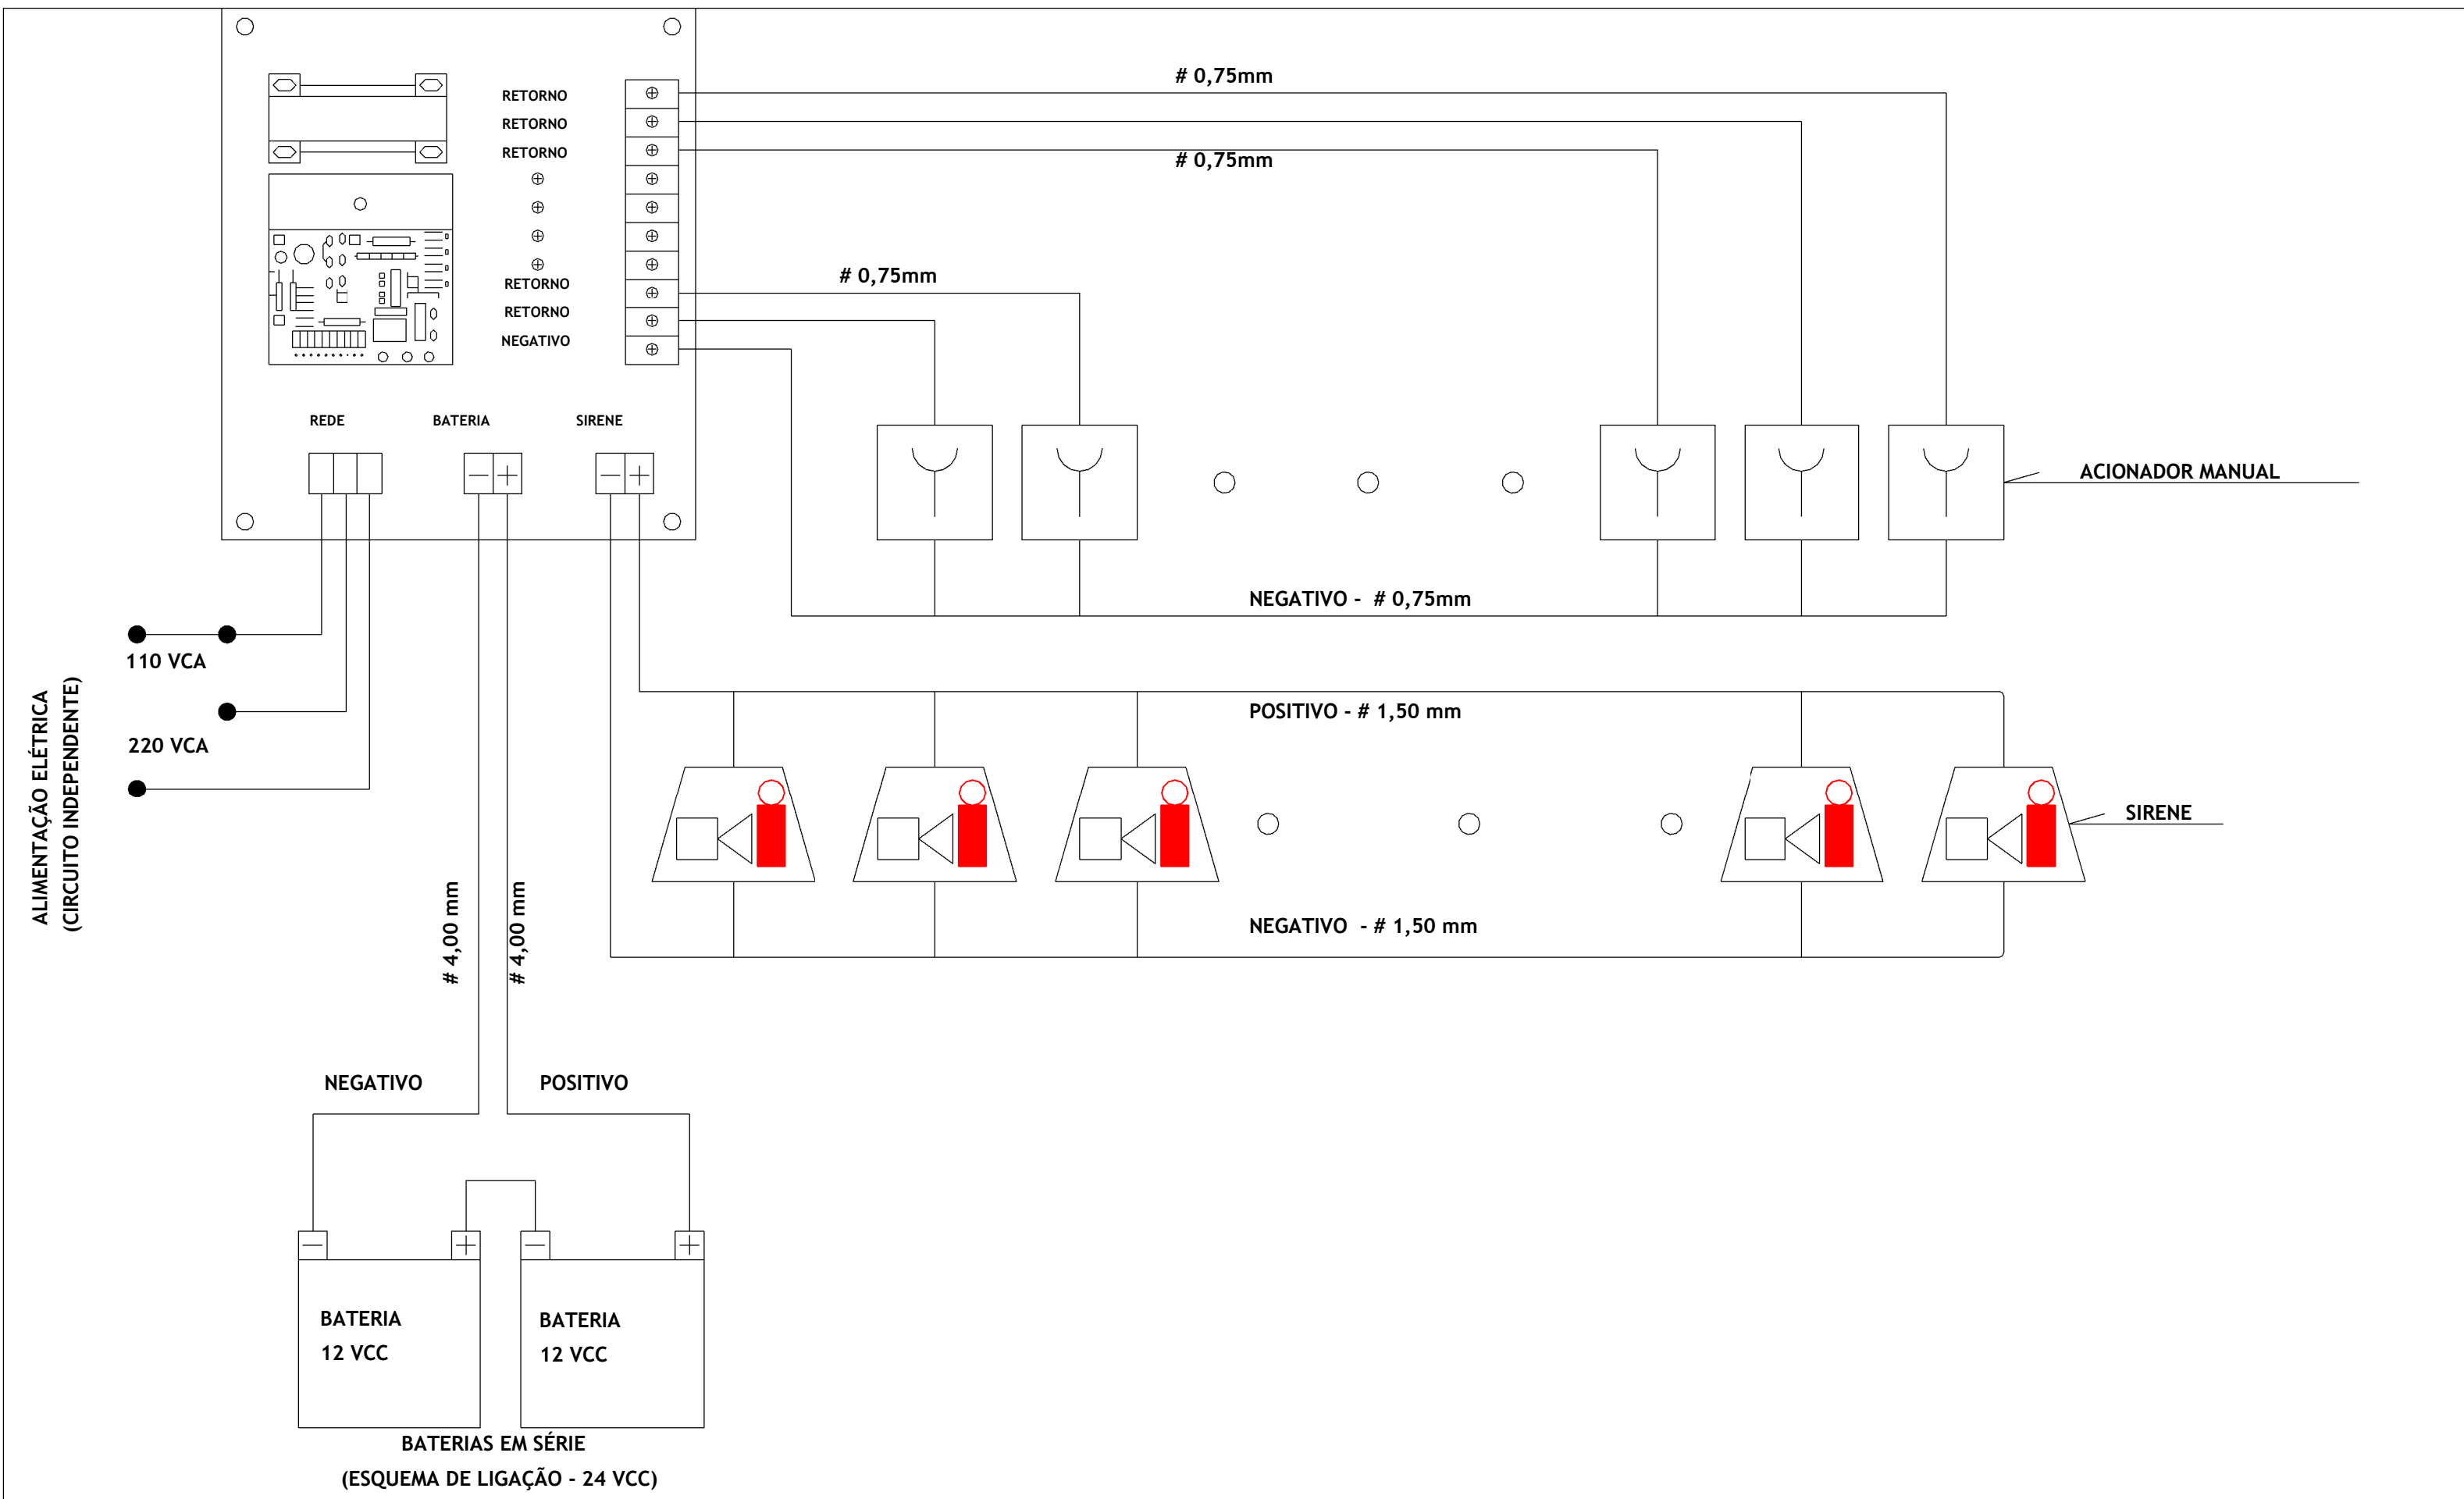 # 0,75mm
RETORNO
RETORNO
RETORNO
# 0,75mm
# 0,75mm
RETORNO
RETORNO
NEGATIVO
REDE
BATERIA
SIRENE
ACIONADOR MANUAL
NEGATIVO -  # 0,75mm
110 VCA
220 VCA
ALIMENTAÇÃO ELÉTRICA
(CIRCUITO INDEPENDENTE)
POSITIVO - # 1,50 mm
SIRENE
NEGATIVO  - # 1,50 mm
# 4,00 mm
# 4,00 mm
NEGATIVO
POSITIVO
BATERIA
12 VCC
BATERIA
12 VCC
BATERIAS EM SÉRIE
(ESQUEMA DE LIGAÇÃO - 24 VCC)